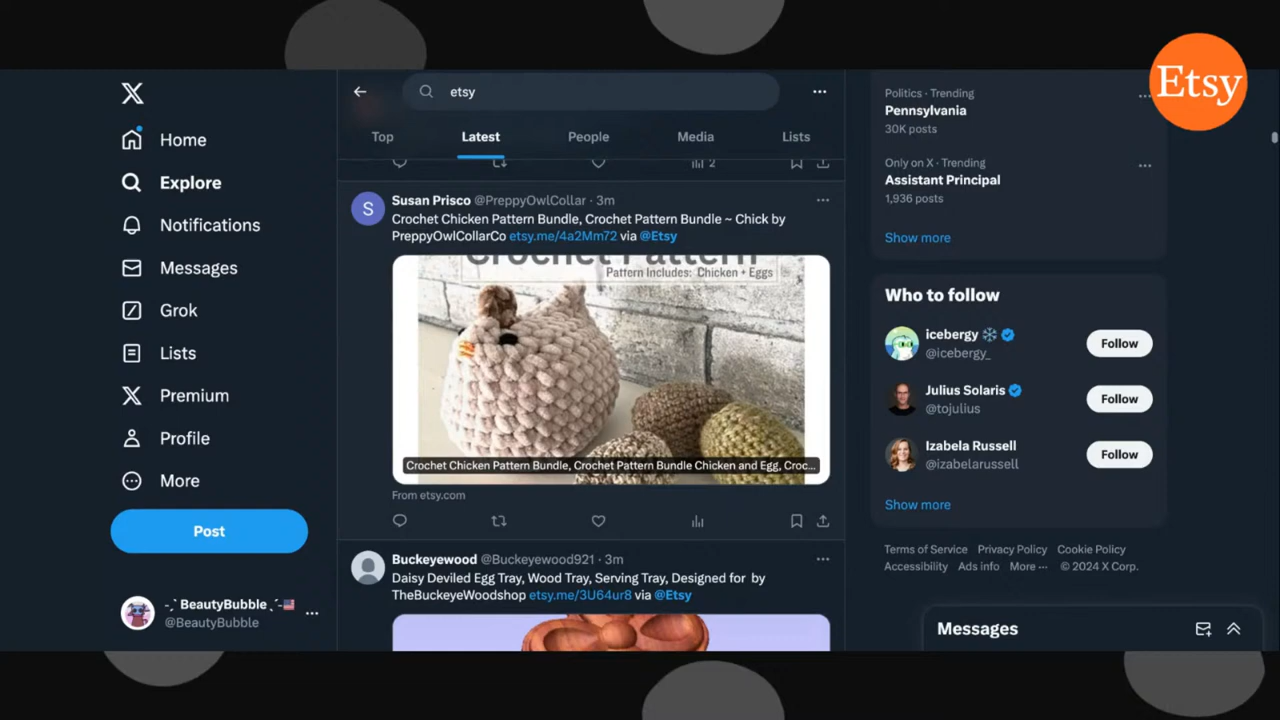 Etsy
Home
Explore
Notifications
Messages
Grok
Lists
Premium
Profile
More
Post
-ˏˋ BeautyBubble ˎˊ-🇺🇸
@BeautyBubble
etsy
Top
Latest
People
Media
Lists
2
S
Susan Prisco @PreppyOwlCollar · 3m
Crochet Chicken Pattern Bundle, Crochet Pattern Bundle ~ Chick by
PreppyOwlCollarCo etsy.me/4a2Mm72 via @Etsy
Crochet Pattern
Pattern Includes: Chicken + Eggs
Crochet Chicken Pattern Bundle, Crochet Pattern Bundle Chicken and Egg, Croc...
From etsy.com
Buckeyewood @Buckeyewood921 · 3m
Daisy Deviled Egg Tray, Wood Tray, Serving Tray, Designed for by
TheBuckeyeWoodshop etsy.me/3U64ur8 via @Etsy
Politics · Trending
Pennsylvania
30K posts
Only on X · Trending
Assistant Principal
1,936 posts
Show more
Who to follow
icebergy ❄️
@icebergy_
Follow
Julius Solaris
@tojulius
Follow
Izabela Russell
@izabelarussell
Follow
Show more
Terms of Service Privacy Policy Cookie Policy
Accessibility Ads info More ··· © 2024 X Corp.
Messages